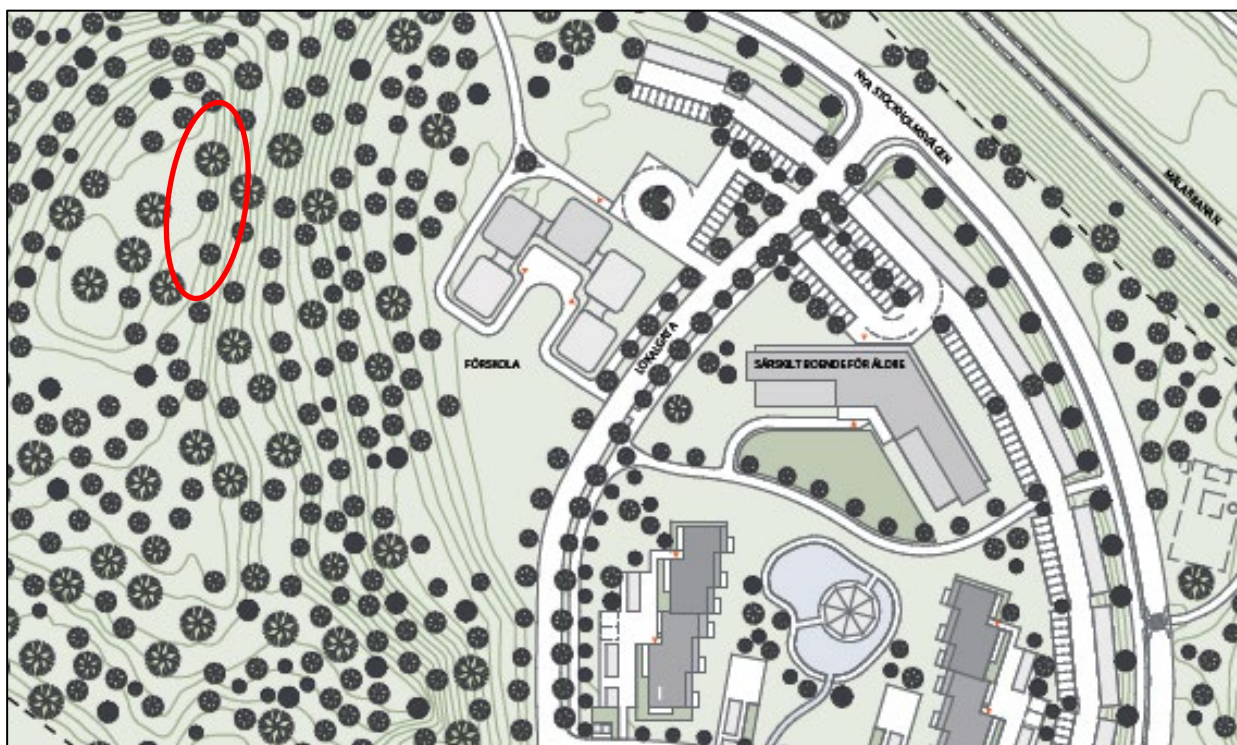 NYA STOCKHOLMSVÄGEN
MÄLARBANAN
LOKALGATA
FÖRSKOLA
SÄRSKILT BOENDE FÖR ÄLDRE